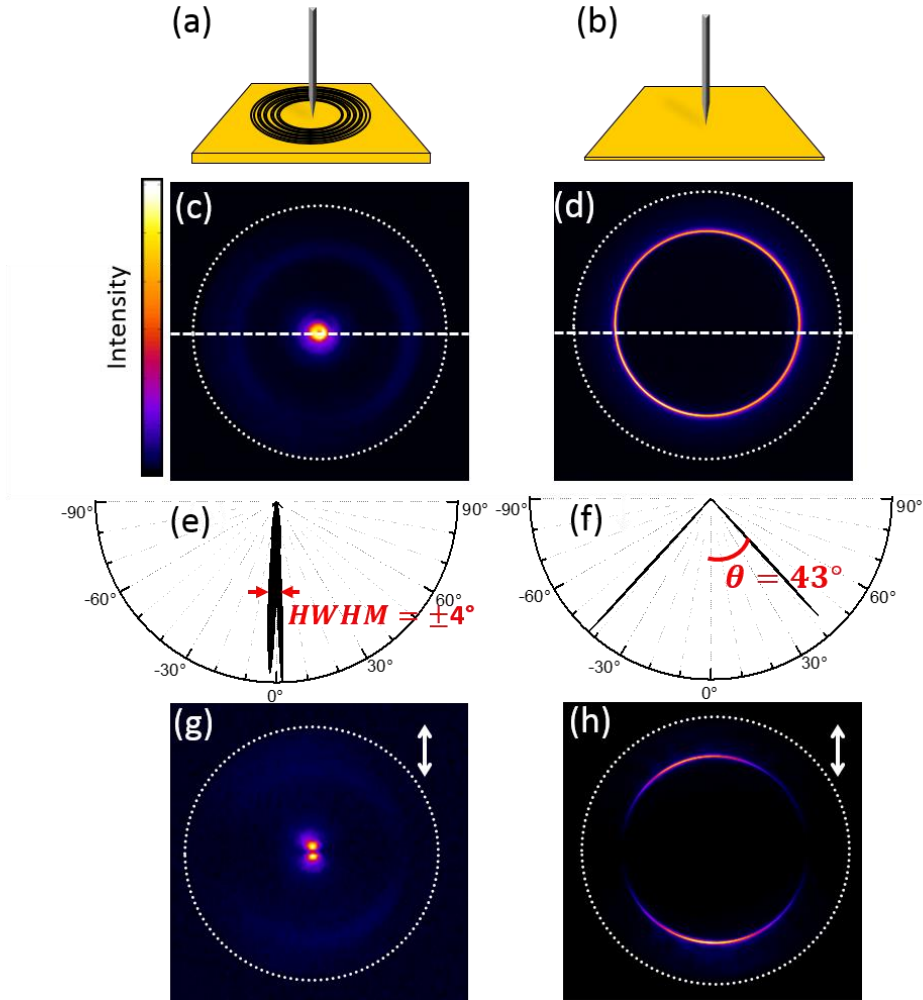 (a)
(b)
(c)
(d)
Intensity
-90°
(e)
90°
-90°
(f)
90°
θ = 43°
HWHM = ±4°
-60°
60°
-60°
60°
-30°
30°
-30°
30°
0°
0°
(g)
(h)